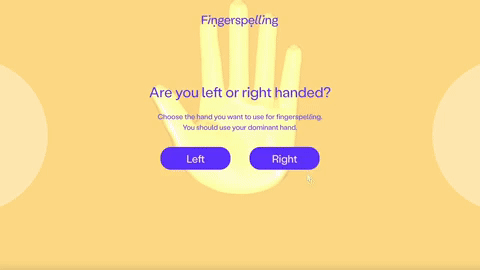 Fingerspelling
Are you left or right handed?
Choose the hand you want to use for fingerspelling.
You should use your dominant hand.
Left
Right